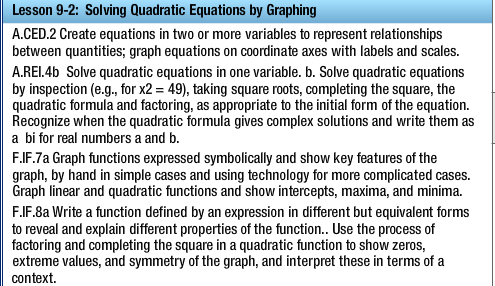 Lesson 9-2: Solving Quadratic Equations by Graphing
A.CED.2 Create equations in two or more variables to represent relationships
between quantities; graph equations on coordinate axes with labels and scales.
A.REI.4b Solve quadratic equations in one variable. b. Solve quadratic equations
by inspection (e.g., for x2 = 49), taking square roots, completing the square, the
quadratic formula and factoring, as appropriate to the initial form of the equation.
Recognize when the quadratic formula gives complex solutions and write them as
a bi for real numbers a and b.
F.IF.7a Graph functions expressed symbolically and show key features of the
graph, by hand in simple cases and using technology for more complicated cases.
Graph linear and quadratic functions and show intercepts, maxima, and minima.
F.IF.8a Write a function defined by an expression in different but equivalent forms
to reveal and explain different properties of the function.. Use the process of
factoring and completing the square in a quadratic function to show zeros,
extreme values, and symmetry of the graph, and interpret these in terms of a
context.